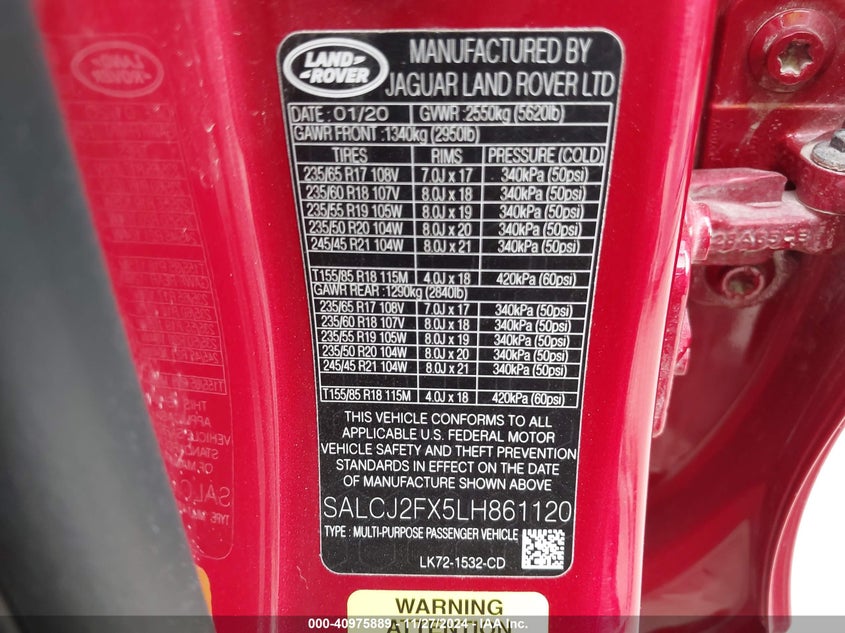 LAND
ROVER
MANUFACTURED BY
JAGUAR LAND ROVER LTD
DATE: 01/20 GVWR: 2550kg (5620lb)
GAWR FRONT: 1340kg (2950lb)
TIRES RIMS PRESSURE (COLD)
235/65 R17 108V 7.0J x 17 340kPa (50psi)
235/60 R18 107V 8.0J x 18 340kPa (50psi)
235/55 R19 105W 8.0J x 19 340kPa (50psi)
235/50 R20 104W 8.0J x 20 340kPa (50psi)
245/45 R21 104W 8.0J x 21 340kPa (50psi)
T155/85 R18 115M 4.0J x 18 420kPa (60psi)
GAWR REAR: 1290kg (2840lb)
235/65 R17 108V 7.0J x 17 340kPa (50psi)
235/60 R18 107V 8.0J x 18 340kPa (50psi)
235/55 R19 105W 8.0J x 19 340kPa (50psi)
235/50 R20 104W 8.0J x 20 340kPa (50psi)
245/45 R21 104W 8.0J x 21 340kPa (50psi)
T155/85 R18 115M 4.0J x 18 420kPa (60psi)
THIS VEHICLE CONFORMS TO ALL
APPLICABLE U.S. FEDERAL MOTOR
VEHICLE SAFETY AND THEFT PREVENTION
STANDARDS IN EFFECT ON THE DATE
OF MANUFACTURE SHOWN ABOVE
SALCJ2FX5LH861120
TYPE : MULTI-PURPOSE PASSENGER VEHICLE
LK72-1532-CD
WARNING
ATTENTION
000-40975889 - 11/27/2024 - IAA Inc.